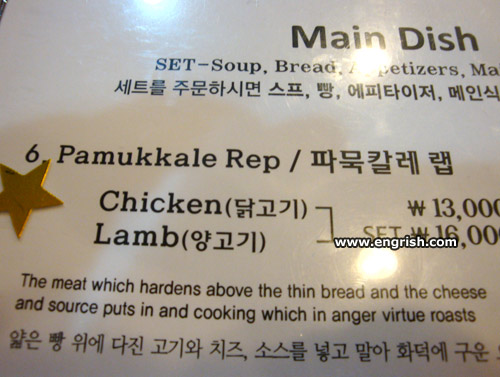 Main Dish
SET-Soup, Bread, Appetizers,
세트를 주문하시면 스프, 빵, 에피타이저, 메인식
6. Pamukkale Rep / 파묵칼레 랩
Chicken(닭고기) ₩ 13,000
Lamb(양고기) SET ₩ 16,000
www.engrish.com
The meat which hardens above the thin bread and the cheese
and source puts in and cooking which in anger virtue roasts
얇은 빵 위에 다진 고기와 치즈, 소스를 넣고 말아 화덕에 구운